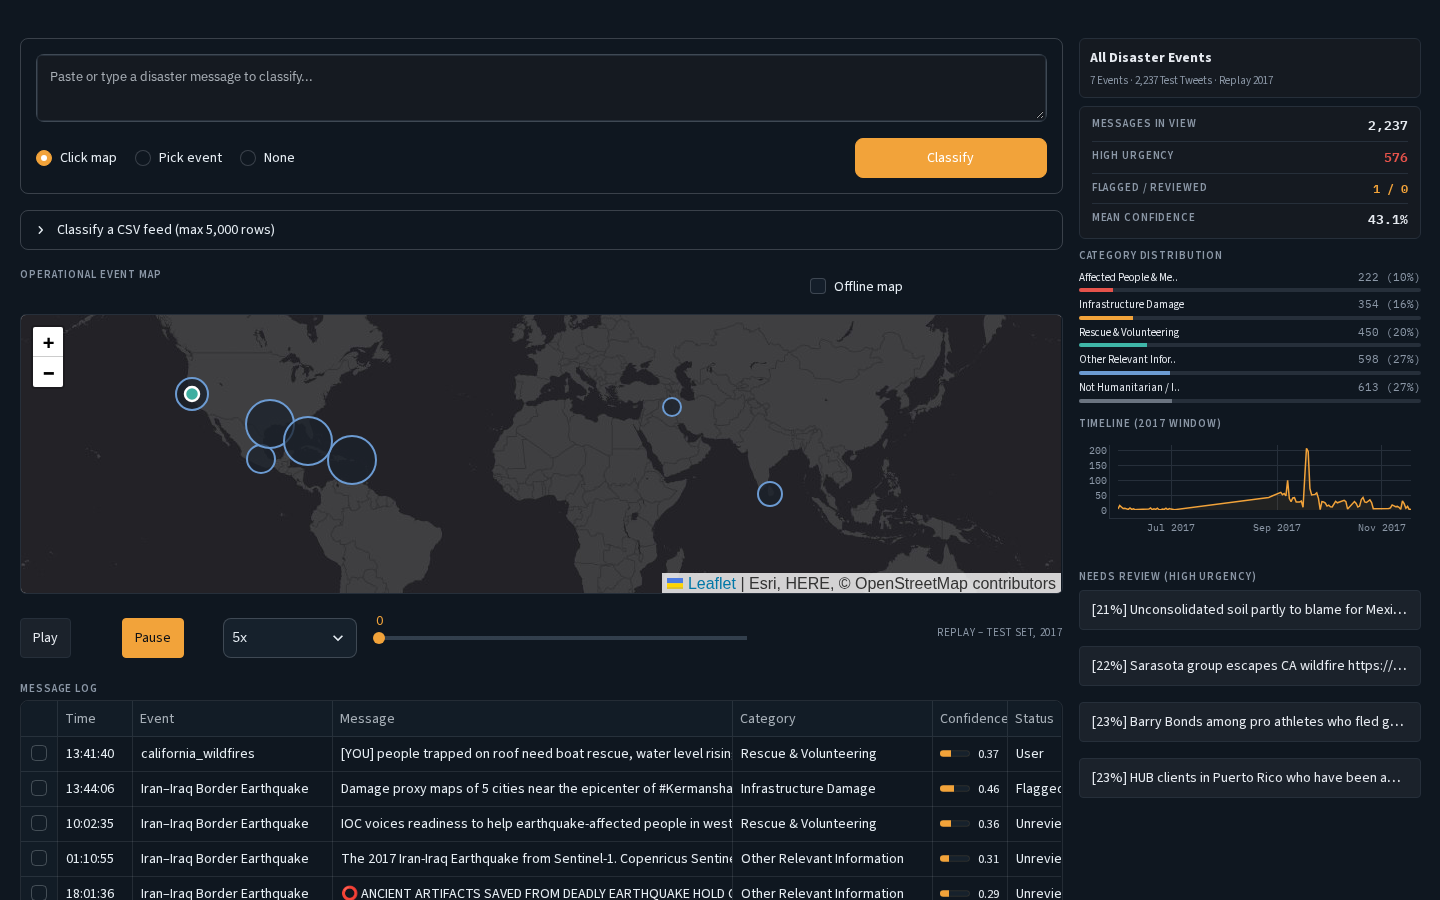 Paste or type a disaster message to classify...
Click map
Pick event
None
Classify
Classify a CSV feed (max 5,000 rows)
OPERATIONAL EVENT MAP
Offline map
+
−
Leaflet | Esri, HERE, © OpenStreetMap contributors
Play
Pause
5x
0
REPLAY – TEST SET, 2017
MESSAGE LOG
Time Event Message Category Confidence Status
13:41:40 california_wildfires [YOU] people trapped on roof need boat rescue, water level risin Rescue & Volunteering 0.37 User
13:44:06 Iran–Iraq Border Earthquake Damage proxy maps of 5 cities near the epicenter of #Kermansha Infrastructure Damage 0.46 Flagged
10:02:35 Iran–Iraq Border Earthquake IOC voices readiness to help earthquake-affected people in west Rescue & Volunteering 0.36 Unrevie
01:10:55 Iran–Iraq Border Earthquake The 2017 Iran-Iraq Earthquake from Sentinel-1. Copenricus Sentine Other Relevant Information 0.31 Unrevie
18:01:36 Iran–Iraq Border Earthquake ⭕ ANCIENT ARTIFACTS SAVED FROM DEADLY EARTHQUAKE HOLD Other Relevant Information 0.29 Unrevie
All Disaster Events
7 Events · 2,237 Test Tweets · Replay 2017
MESSAGES IN VIEW 2,237
HIGH URGENCY 576
FLAGGED / REVIEWED 1 / 0
MEAN CONFIDENCE 43.1%
CATEGORY DISTRIBUTION
Affected People & Me.. 222 (10%)
Infrastructure Damage 354 (16%)
Rescue & Volunteering 450 (20%)
Other Relevant Infor.. 598 (27%)
Not Humanitarian / I.. 613 (27%)
TIMELINE (2017 WINDOW)
200
150
100
50
0
Jul 2017 Sep 2017 Nov 2017
NEEDS REVIEW (HIGH URGENCY)
[21%] Unconsolidated soil partly to blame for Mexi...
[22%] Sarasota group escapes CA wildfire https://...
[23%] Barry Bonds among pro athletes who fled g...
[23%] HUB clients in Puerto Rico who have been a...